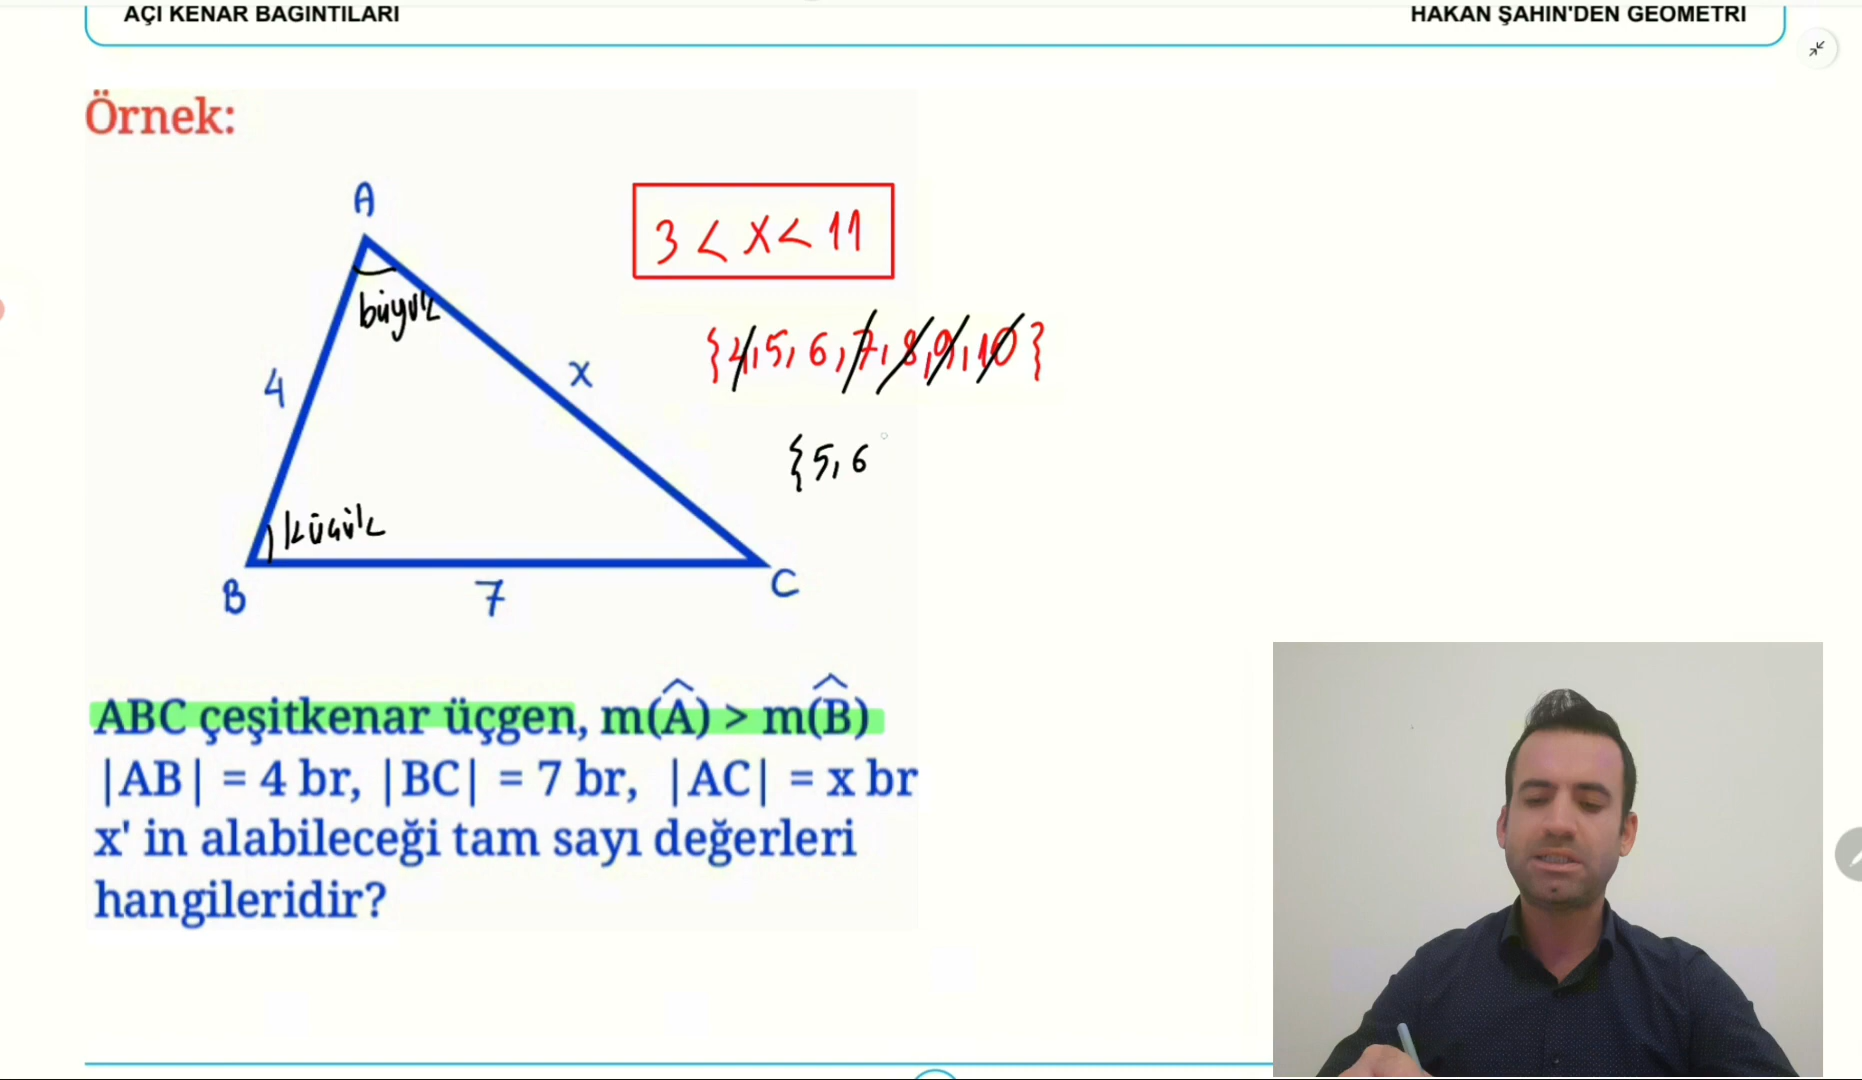 AÇI KENAR BAGINTILARI
HAKAN ŞAHIN'DEN GEOMETRI
Örnek:
A
3 < x < 11
büyük
{4, 5, 6, 7, 8, 9, 10}
4
x
{5, 6
küçük
B
7
C
ABC çeşitkenar üçgen, m(Â) > m(B̂)
|AB| = 4 br, |BC| = 7 br, |AC| = x br
x' in alabileceği tam sayı değerleri
hangileridir?